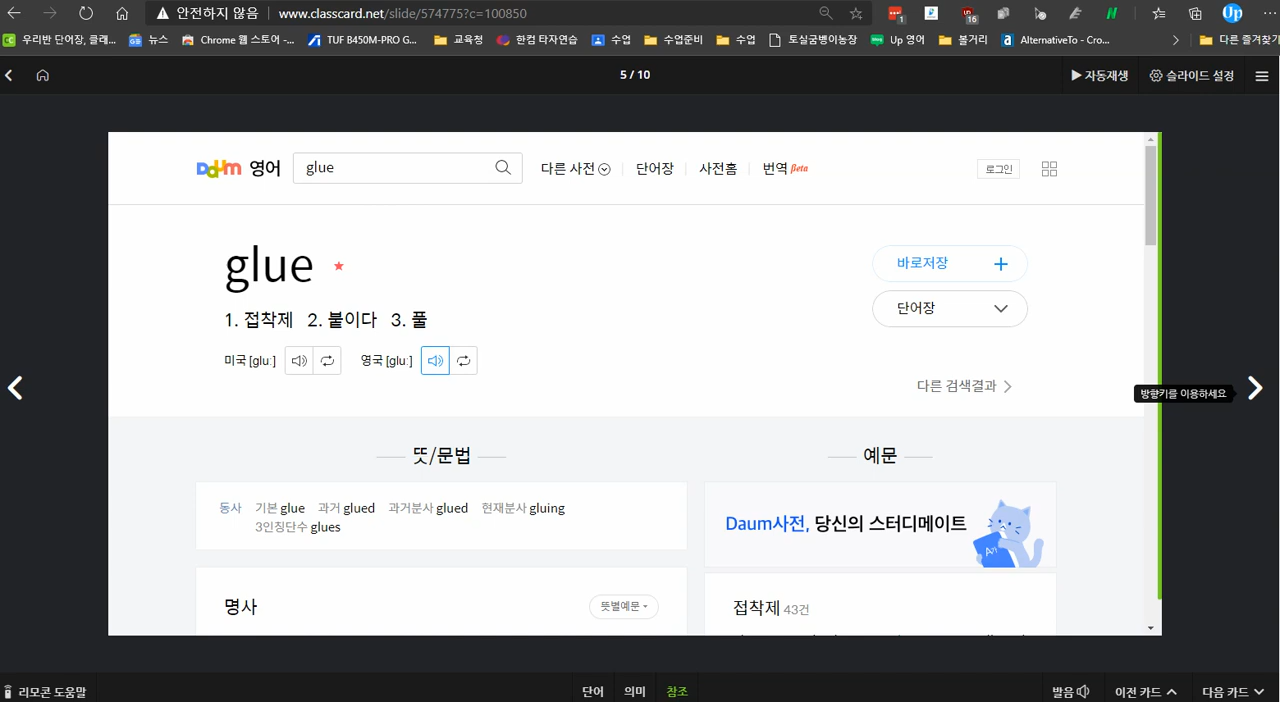 안전하지 않음 | www.classcard.net/slide/574775?c=100850
우리반 단어장, 클래... 뉴스 Chrome 웹 스토어 -... TUF B450M-PRO G... 교육청 한컴 타자연습 수업 수업준비 수업 토실굼벵이농장 Up 영어 볼거리 AlternativeTo - Cro... 다른 즐겨찾기
5 / 10 자동재생 슬라이드 설정
Daum 영어 glue 다른 사전 단어장 사전홈 번역 Beta 로그인
glue
바로저장
단어장
1. 접착제 2. 붙이다 3. 풀
미국 [gluː] 영국 [gluː]
다른 검색결과
방향키를 이용하세요
뜻/문법 예문
동사 기본 glue 과거 glued 과거분사 glued 현재분사 gluing
3인칭단수 glues
Daum사전, 당신의 스터디메이트
명사 뜻별예문
접착제 43건
리모콘 도움말 단어 의미 참조 발음 이전 카드 다음 카드